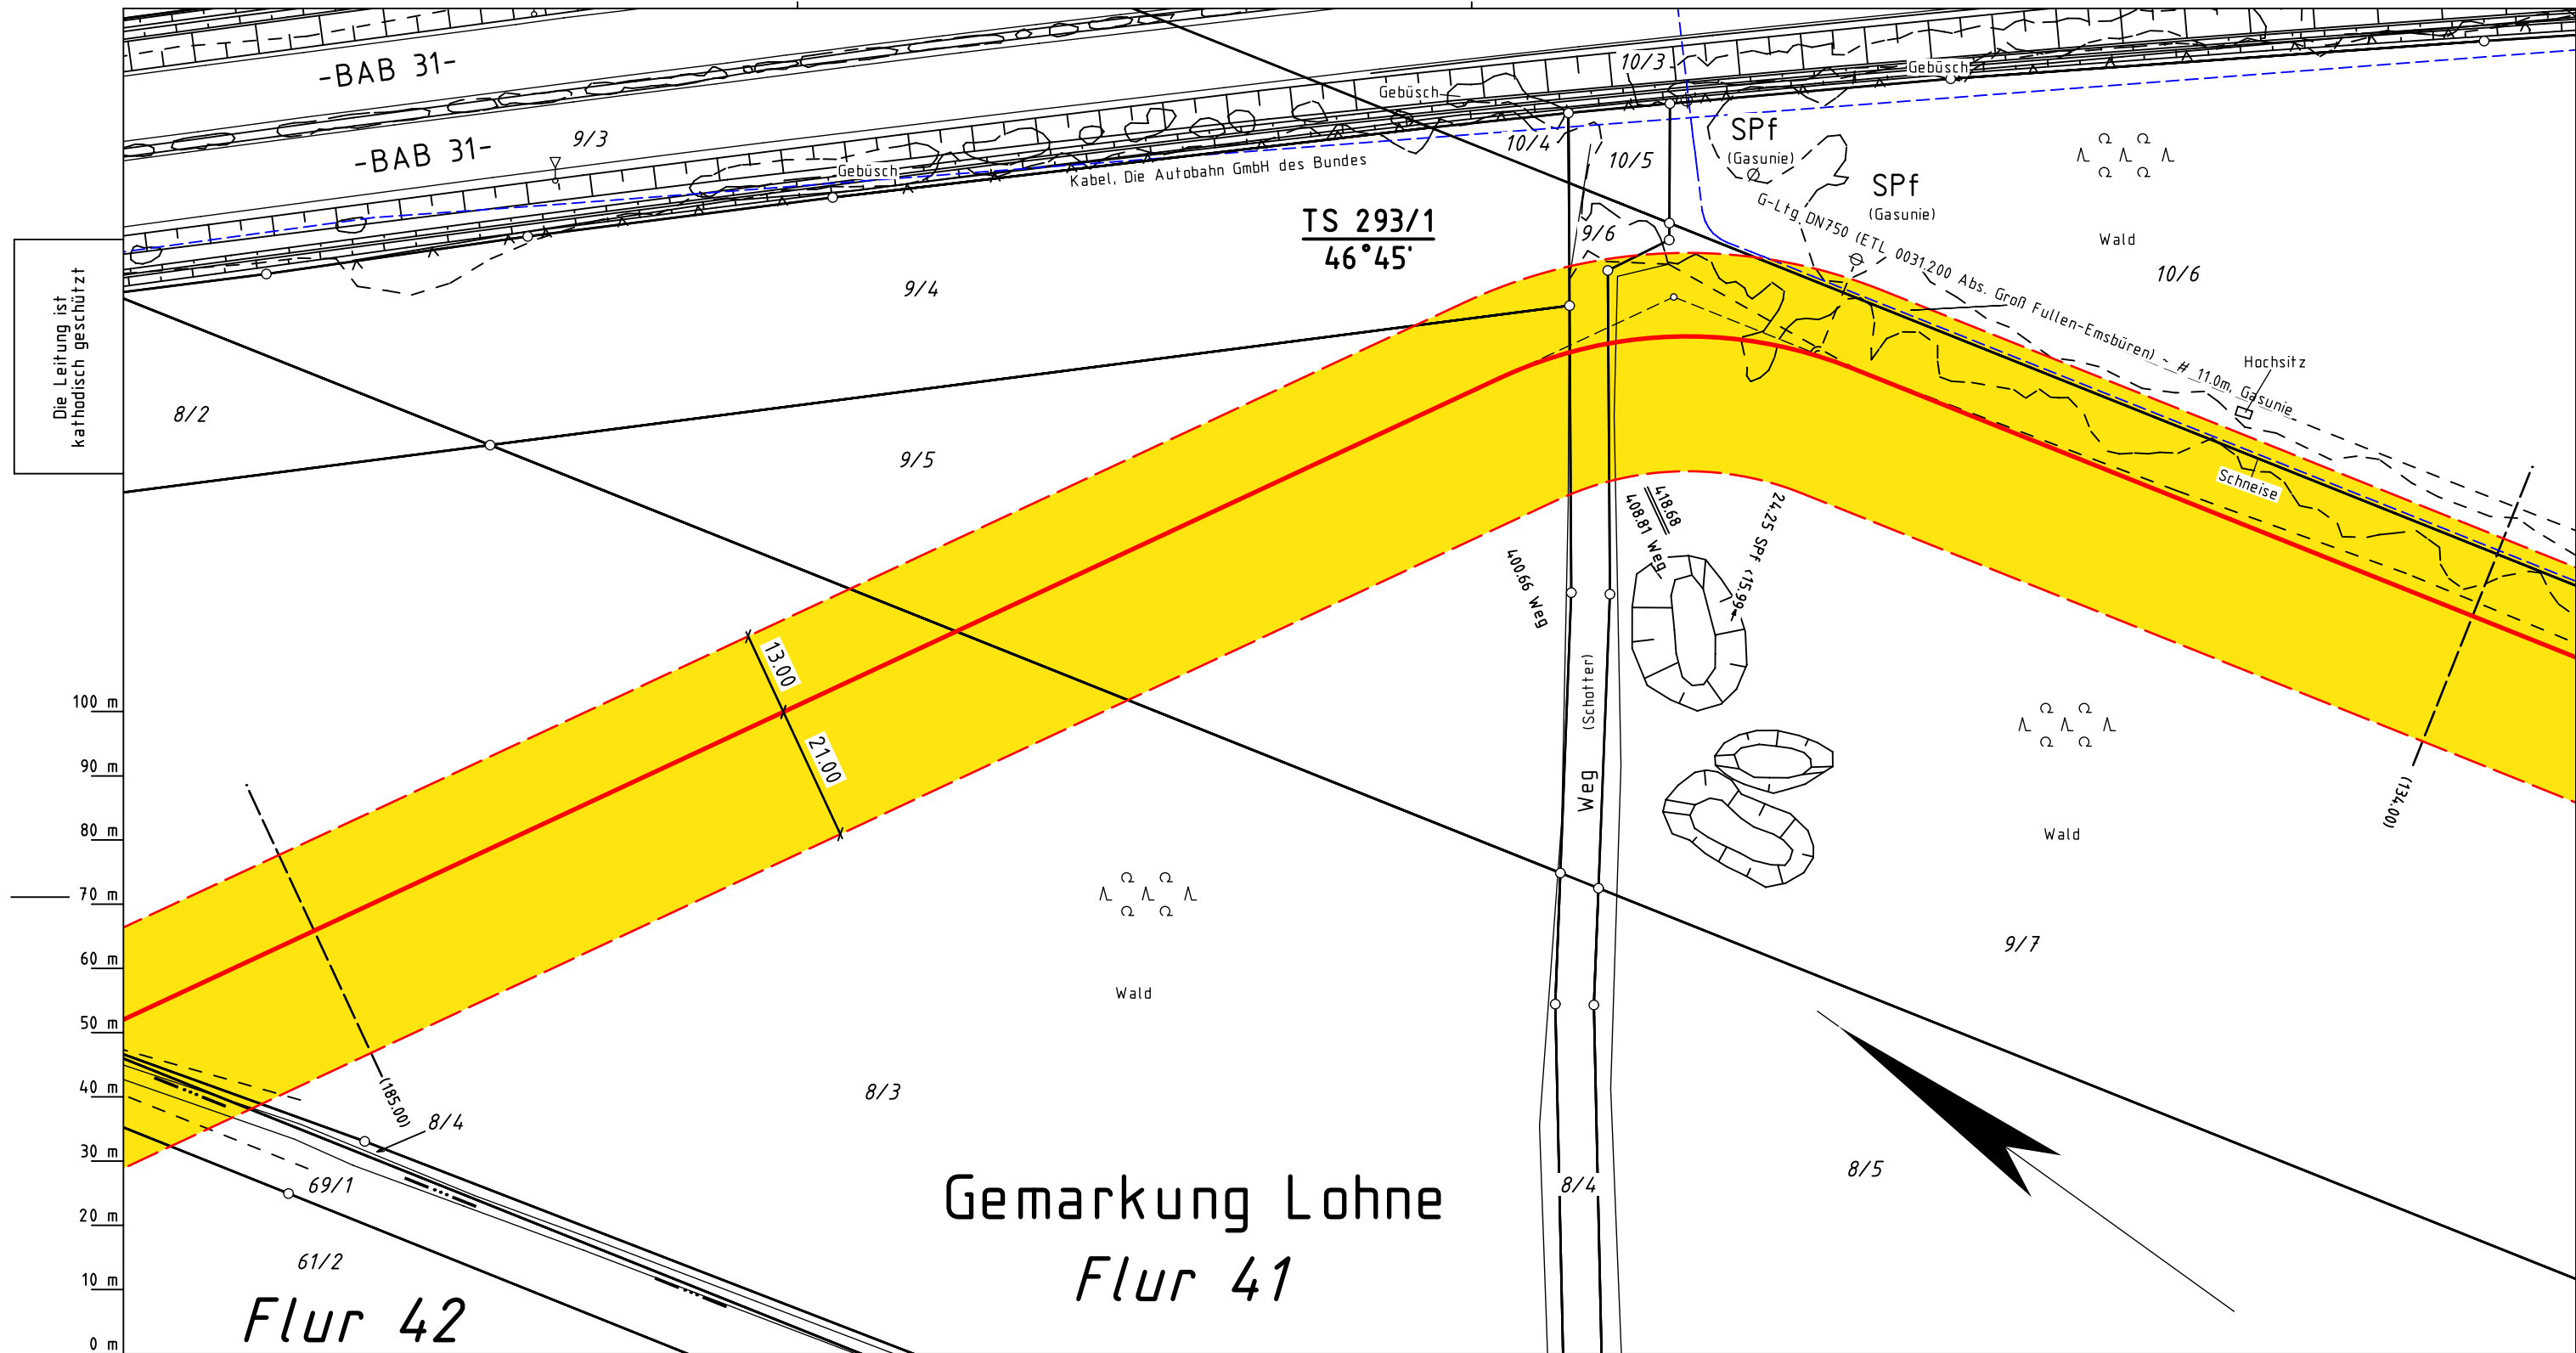 -BAB 31-
-BAB 31-
9/3
Gebüsch
Kabel, Die Autobahn GmbH des Bundes
Gebüsch
10/3
Gebüsch
10/4
10/5
SPf
(Gasunie)
SPf
(Gasunie)
Wald
10/6
G-Ltg. DN750 (ETL 0031.200 Abs. Groß Fullen-Emsbüren) - # 11.0m, Gasunie
TS 293/1
46°45'
9/6
9/4
Die Leitung ist
kathodisch geschützt
8/2
9/5
Hochsitz
Schneise
418.68
408.81 Weg
400.66 Weg
24.25 SPf (15.99
13.00
21.00
(Schotter)
Weg
(134.00)
Wald
9/7
Wald
8/3
(185.00)
8/4
69/1
61/2
Flur 42
Gemarkung Lohne
Flur 41
8/4
8/5
100 m
90 m
80 m
70 m
60 m
50 m
40 m
30 m
20 m
10 m
0 m